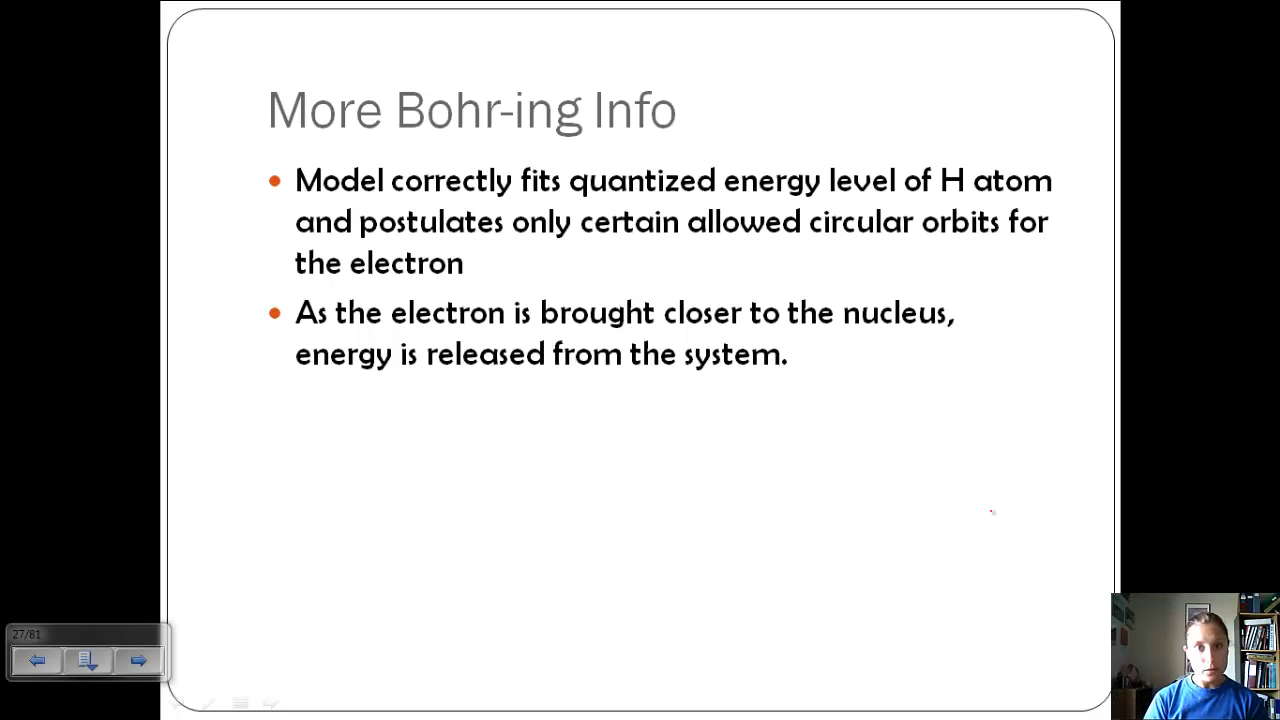 More Bohr-ing Info
Model correctly fits quantized energy level of H atom
and postulates only certain allowed circular orbits for
the electron
As the electron is brought closer to the nucleus,
energy is released from the system.
27/81